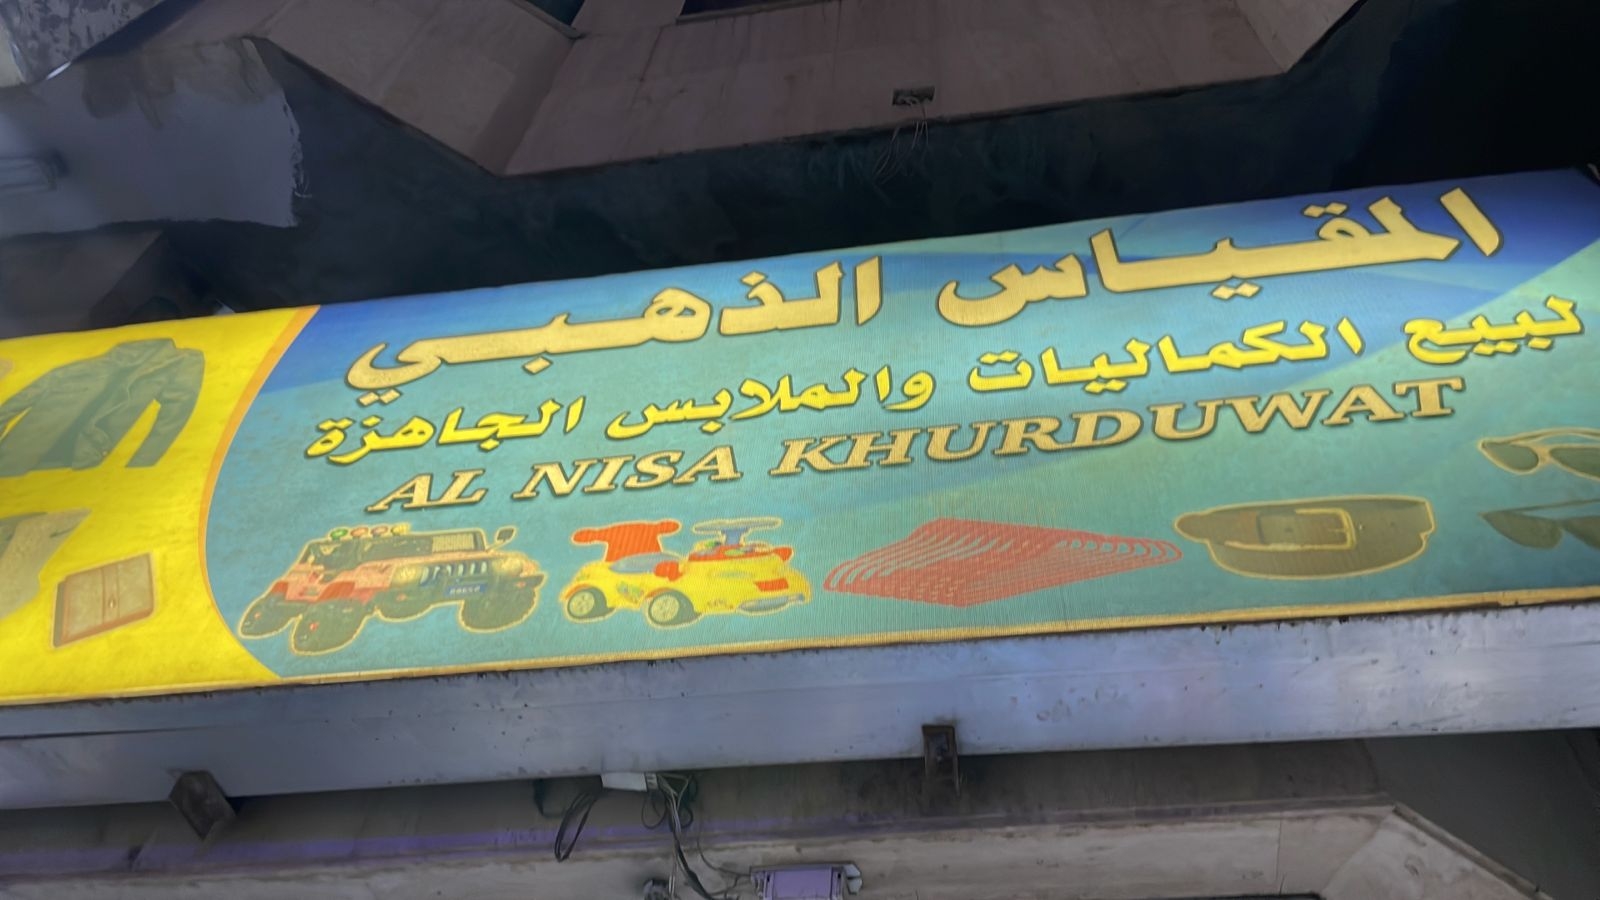 المقياس الذهبي
لبيع الكماليات والملابس الجاهزة
AL NISA KHURDUWAT